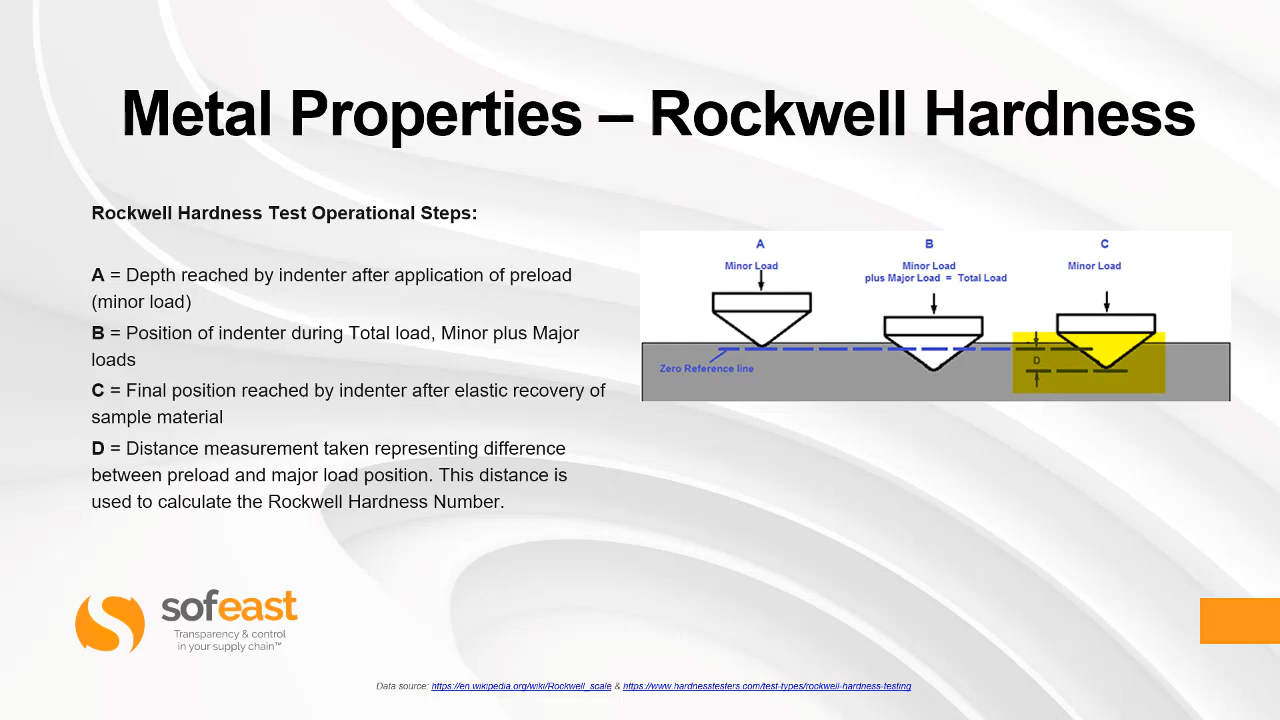 Metal Properties – Rockwell Hardness
Rockwell Hardness Test Operational Steps:
A = Depth reached by indenter after application of preload
(minor load)
B = Position of indenter during Total load, Minor plus Major
loads
C = Final position reached by indenter after elastic recovery of
sample material
D = Distance measurement taken representing difference
between preload and major load position. This distance is
used to calculate the Rockwell Hardness Number.
A
Minor Load
B
Minor Load
plus Major Load = Total Load
C
Minor Load
Zero Reference line
D
sofeast
Transparency & control
in your supply chain™
Data source: https://en.wikipedia.org/wiki/Rockwell_scale & https://www.hardnesstesters.com/test-types/rockwell-hardness-testing